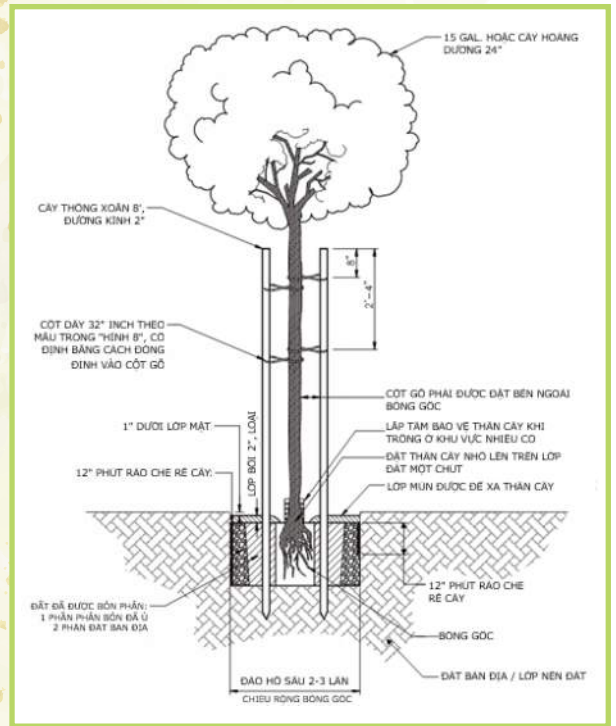 15 GAL. HOẶC CÂY HOÀNG
DƯƠNG 24"
CÂY THÔNG XOẮN 8',
ĐƯỜNG KÍNH 2"
8"
2'-4"
CỘT DÂY 32" INCH THEO
MẪU TRONG "HÌNH 8", CỐ
ĐỊNH BẰNG CÁCH ĐÓNG
ĐINH VÀO CỘT GỖ
CỘT GỖ PHẢI ĐƯỢC ĐẶT BÊN NGOÀI
BÓNG GỐC
1" DƯỚI LỚP MẶT
LỚP BỔI 2", LOẠI
LẮP TẤM BẢO VỆ THÂN CÂY KHI
TRỒNG Ở KHU VỰC NHIỀU CỎ
ĐẶT THÂN CÂY NHÔ LÊN TRÊN LỚP
ĐẤT MỘT CHÚT
12" PHÚT RÀO CHE RỄ CÂY:
LỚP MÙN ĐƯỢC ĐỂ XA THÂN CÂY
12" PHÚT RÀO CHE
RỄ CÂY
ĐẤT ĐÃ ĐƯỢC BÓN PHÂN:
1 PHẦN PHÂN BÓN ĐÃ Ủ
2 PHẦN ĐẤT BẢN ĐỊA
BÓNG GỐC
ĐẤT BẢN ĐỊA / LỚP NỀN ĐẤT
ĐÀO HỐ SÂU 2-3 LẦN
CHIỀU RỘNG BÓNG GỐC